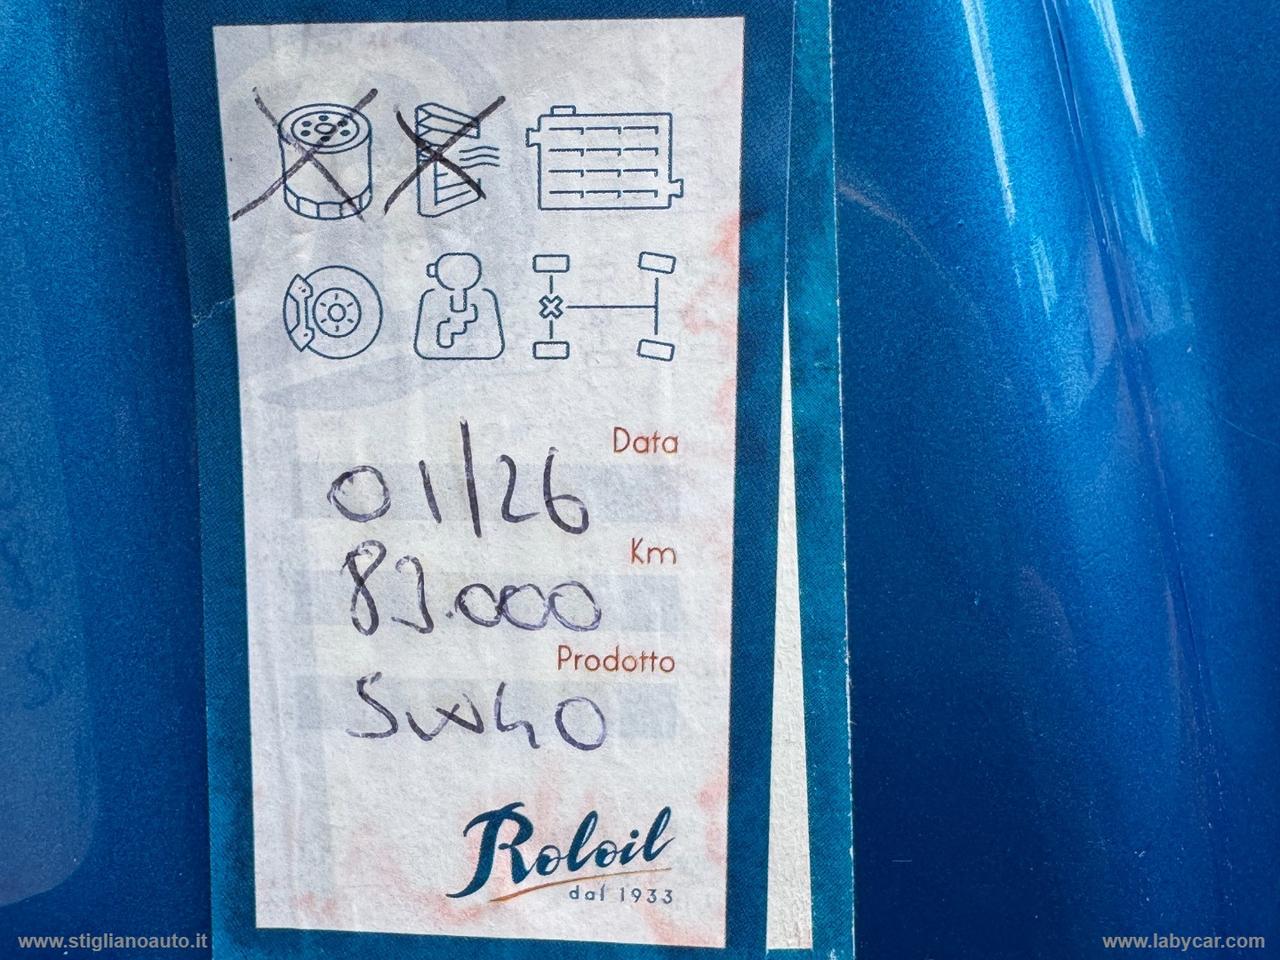 Data
01/26
Km
83.000
Prodotto
5W40
Roloil
dal 1933
www.stiglianoauto.it
www.labycar.com